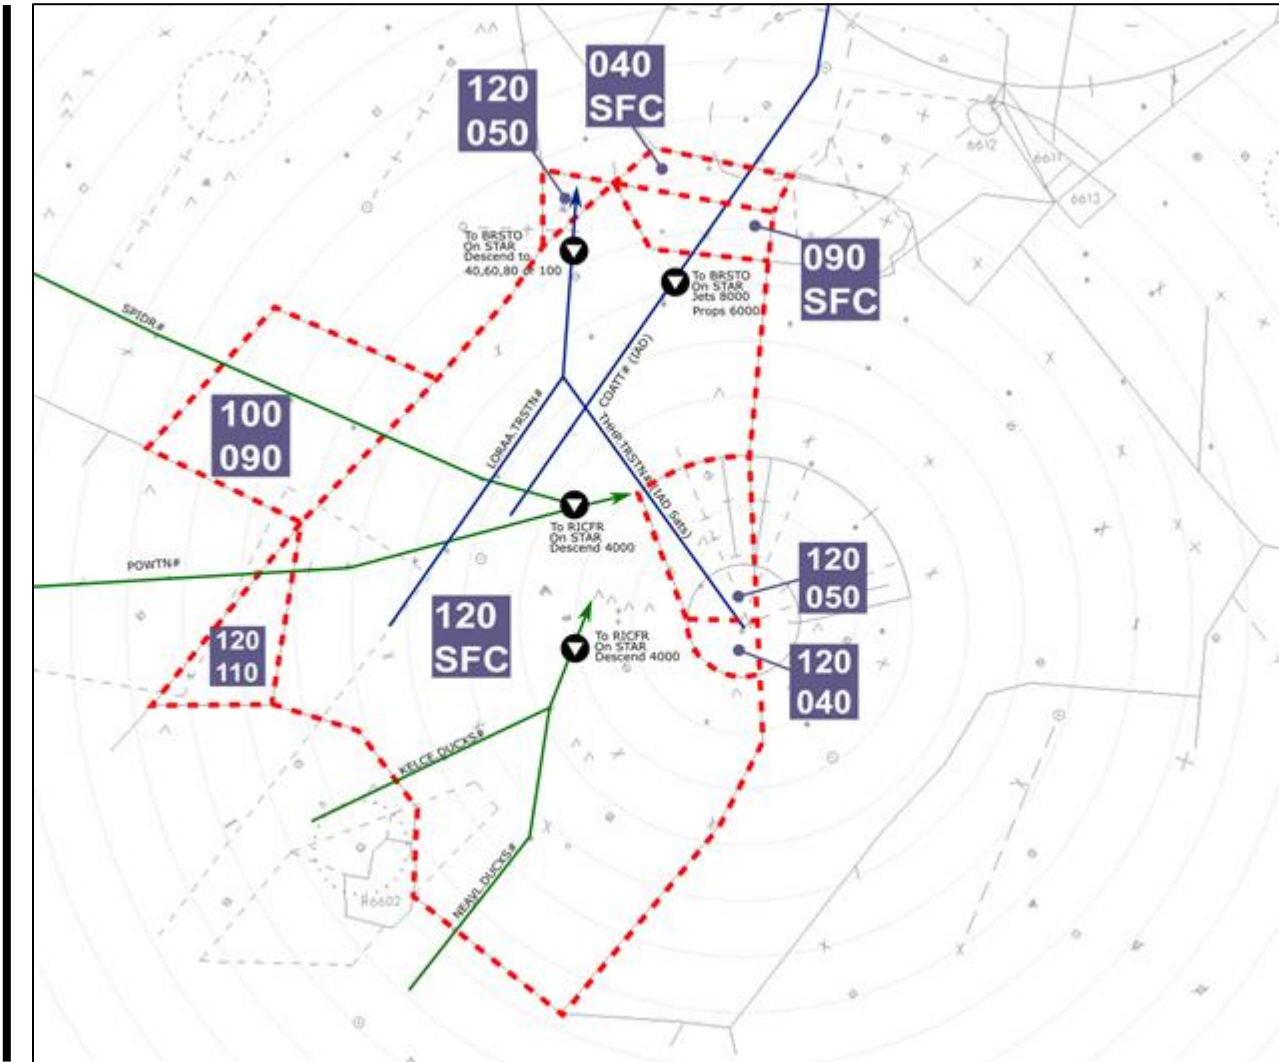 040
SFC
120
050
6612
6611
6613
To BRSTO
On STAR
Descend to
40,60,80 or 100
090
SFC
To BRSTO
On STAR
Jets 8000
Props 6000
SPIDR#
CDATT# (IAD)
100
090
LORAA.TRSTN#
THHP.TRSTN# (IAD Sats)
To RICFR
On STAR
Descend 4000
POWTN#
120
050
120
SFC
120
110
To RICFR
On STAR
Descend 4000
120
040
KELCE.DUCXS#
NEAVL.DUCXS#
R6602